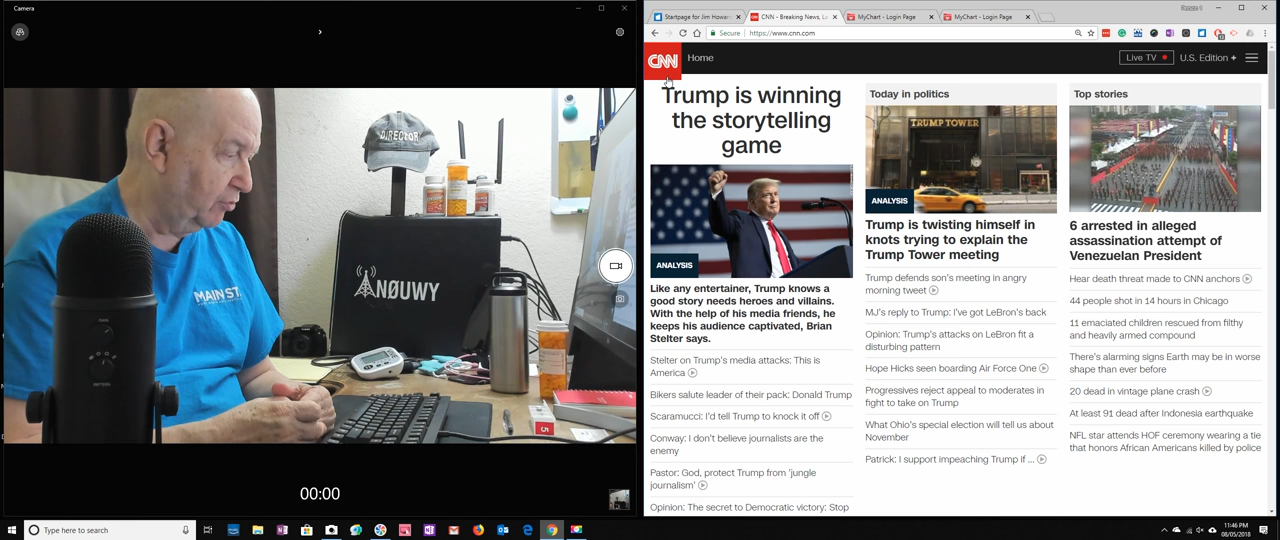 Camera
DIRECTOR
MAIN ST.
ANØUWY
5
00:00
Startpage for Jim Howar
CNN - Breaking News, La
MyChart - Login Page
MyChart - Login Page
Secure
https://www.cnn.com
CNN
Home
Live TV
U.S. Edition +
Trump is winning
the storytelling
game
ANALYSIS
Like any entertainer, Trump knows a
good story needs heroes and villains.
With the help of his media friends, he
keeps his audience captivated, Brian
Stelter says.
Stelter on Trump's media attacks: This is
America
Bikers salute leader of their pack: Donald Trump
Scaramucci: I'd tell Trump to knock it off
Conway: I don't believe journalists are the
enemy
Pastor: God, protect Trump from 'jungle
journalism'
Opinion: The secret to Democratic victory: Stop
Today in politics
TRUMP TOWER
ANALYSIS
Trump is twisting himself in
knots trying to explain the
Trump Tower meeting
Trump defends son's meeting in angry
morning tweet
MJ's reply to Trump: I've got LeBron's back
Opinion: Trump's attacks on LeBron fit a
disturbing pattern
Hope Hicks seen boarding Air Force One
Progressives reject appeal to moderates in
fight to take on Trump
What Ohio's special election will tell us about
November
Patrick: I support impeaching Trump if ...
Top stories
6 arrested in alleged
assassination attempt of
Venezuelan President
Hear death threat made to CNN anchors
44 people shot in 14 hours in Chicago
11 emaciated children rescued from filthy
and heavily armed compound
There's alarming signs Earth may be in worse
shape than ever before
20 dead in vintage plane crash
At least 91 dead after Indonesia earthquake
NFL star attends HOF ceremony wearing a tie
that honors African Americans killed by police
Type here to search
11:46 PM
08/05/2018